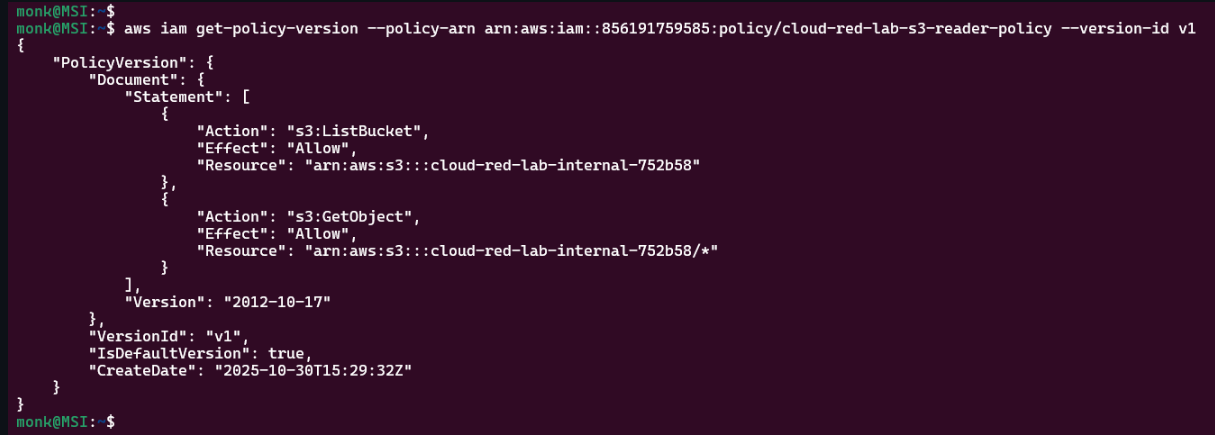 monk@MSI:~$
monk@MSI:~$ aws iam get-policy-version --policy-arn arn:aws:iam::856191759585:policy/cloud-red-lab-s3-reader-policy --version-id v1
{
    "PolicyVersion": {
        "Document": {
            "Statement": [
                {
                    "Action": "s3:ListBucket",
                    "Effect": "Allow",
                    "Resource": "arn:aws:s3:::cloud-red-lab-internal-752b58"
                },
                {
                    "Action": "s3:GetObject",
                    "Effect": "Allow",
                    "Resource": "arn:aws:s3:::cloud-red-lab-internal-752b58/*"
                }
            ],
            "Version": "2012-10-17"
        },
        "VersionId": "v1",
        "IsDefaultVersion": true,
        "CreateDate": "2025-10-30T15:29:32Z"
    }
}
monk@MSI:~$